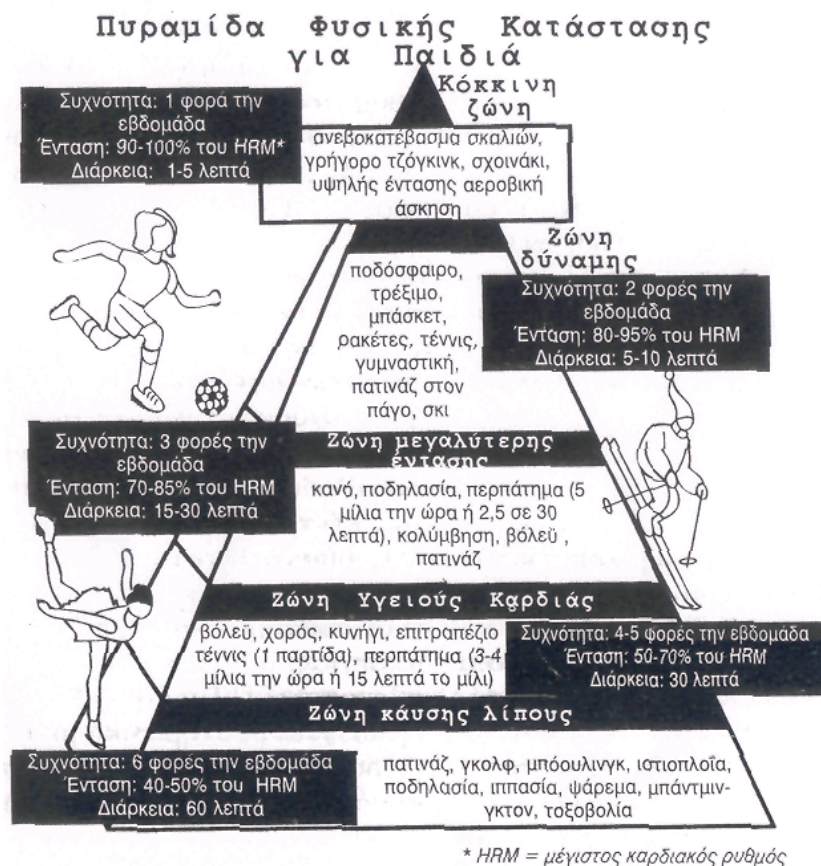 Πυραμίδα Φυσικής Κατάστασης
για Παιδιά
Κόκκινη
ζώνη
Συχνότητα: 1 φορά την
εβδομάδα
Ένταση: 90-100% του HRM*
Διάρκεια: 1-5 λεπτά
ανεβοκατέβασμα σκαλιών,
γρήγορο τζόγκινκ, σχοινάκι,
υψηλής έντασης αεροβική
άσκηση
Ζώνη
δύναμης
Συχνότητα: 2 φορές την
εβδομάδα
Ένταση: 80-95% του HRM
Διάρκεια: 5-10 λεπτά
ποδόσφαιρο,
τρέξιμο,
μπάσκετ,
ρακέτες, τέννις,
γυμναστική,
πατινάζ στον
πάγο, σκι
Συχνότητα: 3 φορές την
εβδομάδα
Ένταση: 70-85% του HRM
Διάρκεια: 15-30 λεπτά
Ζώνη μεγαλύτερης
έντασης
κανό, ποδηλασία, περπάτημα (5
μίλια την ώρα ή 2,5 σε 30
λεπτά), κολύμβηση, βόλεϋ ,
πατινάζ
Ζώνη Υγειούς Καρδιάς
βόλεϋ, χορός, κυνήγι, επιτραπέζιο
τέννις (1 παρτίδα), περπάτημα (3-4
μίλια την ώρα ή 15 λεπτά το μίλι)
Συχνότητα: 4-5 φορές την εβδομάδα
Ένταση: 50-70% του HRM
Διάρκεια: 30 λεπτά
Ζώνη κάυσης λίπους
Συχνότητα: 6 φορές την εβδομάδα
Ένταση: 40-50% του HRM
Διάρκεια: 60 λεπτά
πατινάζ, γκολφ, μπόουλινγκ, ιστιοπλοΐα,
ποδηλασία, ιππασία, ψάρεμα, μπάντμιν-
γκτον, τοξοβολία
* HRM = μέγιστος καρδιακός ρυθμός